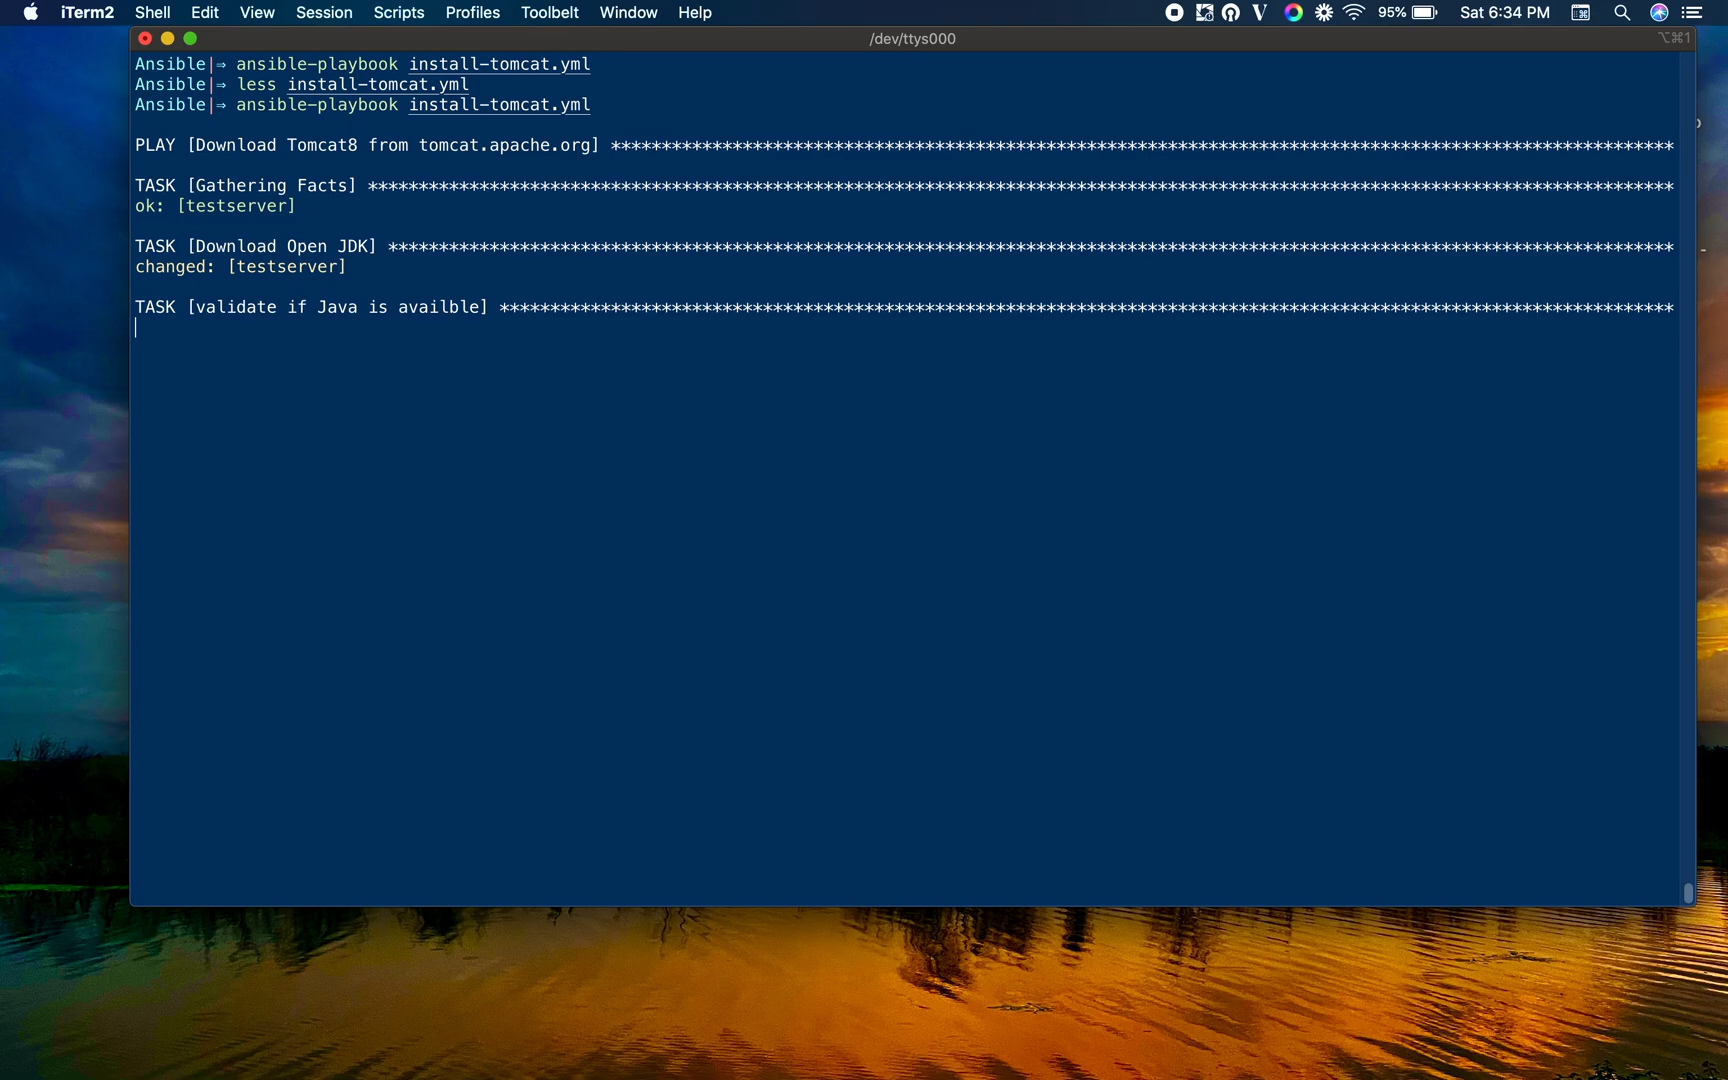 iTerm2 Shell Edit View Session Scripts Profiles Toolbelt Window Help V 95% Sat 6:34 PM
/dev/ttys000 ⌥⌘1
Ansible|⇒ ansible-playbook install-tomcat.yml
Ansible|⇒ less install-tomcat.yml
Ansible|⇒ ansible-playbook install-tomcat.yml
PLAY [Download Tomcat8 from tomcat.apache.org] *********************************************************************************************************
TASK [Gathering Facts] *********************************************************************************************************************************
ok: [testserver]
TASK [Download Open JDK] *******************************************************************************************************************************
changed: [testserver]
TASK [validate if Java is availble] ********************************************************************************************************************